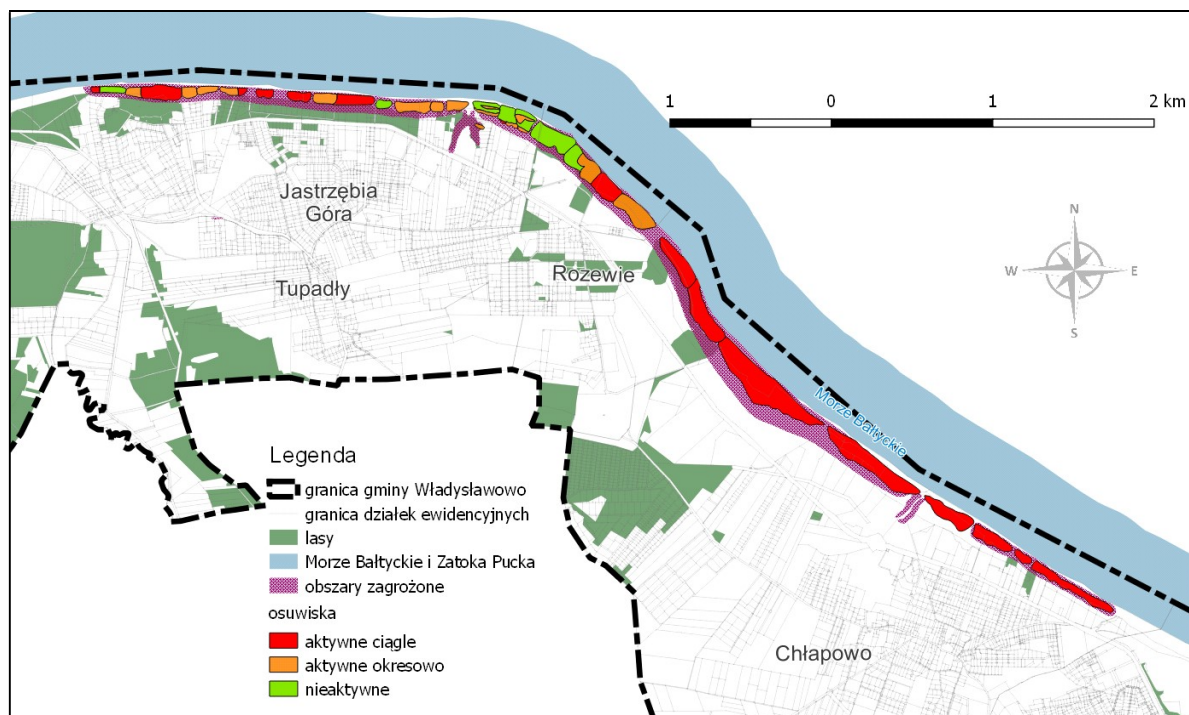 1 0 1 2 km
Jastrzębia
Góra
Tupadły
Rozewie
N
W E
S
Morze Bałtyckie
Legenda
granica gminy Władysławowo
granica działek ewidencyjnych
lasy
Morze Bałtyckie i Zatoka Pucka
obszary zagrożone
osuwiska
aktywne ciągle
aktywne okresowo
nieaktywne
Chłapowo